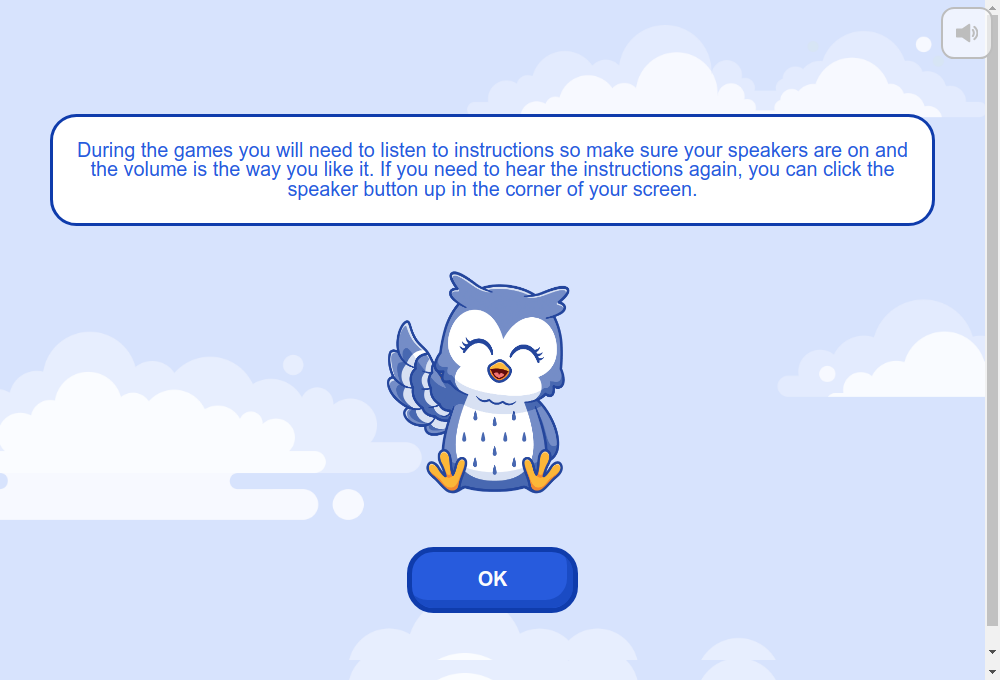 During the games you will need to listen to instructions so make sure your speakers are on and
the volume is the way you like it. If you need to hear the instructions again, you can click the
speaker button up in the corner of your screen.
OK